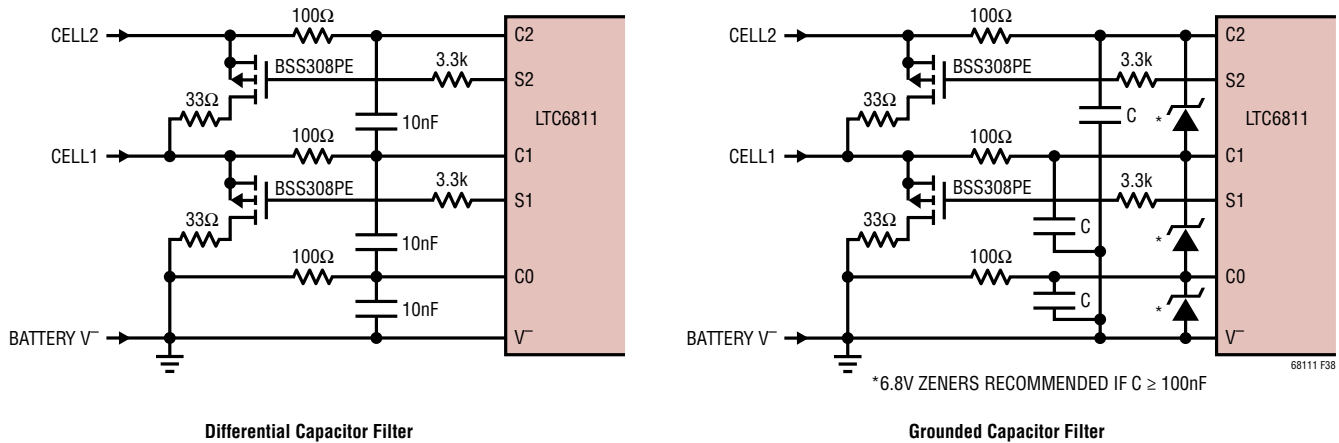 100Ω
CELL2
C2
3.3k
BSS308PE
S2
33Ω
10nF
LTC6811
100Ω
CELL1
C1
3.3k
BSS308PE
S1
33Ω
10nF
100Ω
C0
10nF
BATTERY V⁻
V⁻
Differential Capacitor Filter
100Ω
CELL2
C2
3.3k
BSS308PE
S2
33Ω
C
*
LTC6811
100Ω
CELL1
C1
3.3k
BSS308PE
S1
33Ω
C
*
100Ω
C0
C
*
BATTERY V⁻
V⁻
68111 F38
*6.8V ZENERS RECOMMENDED IF C ≥ 100nF
Grounded Capacitor Filter